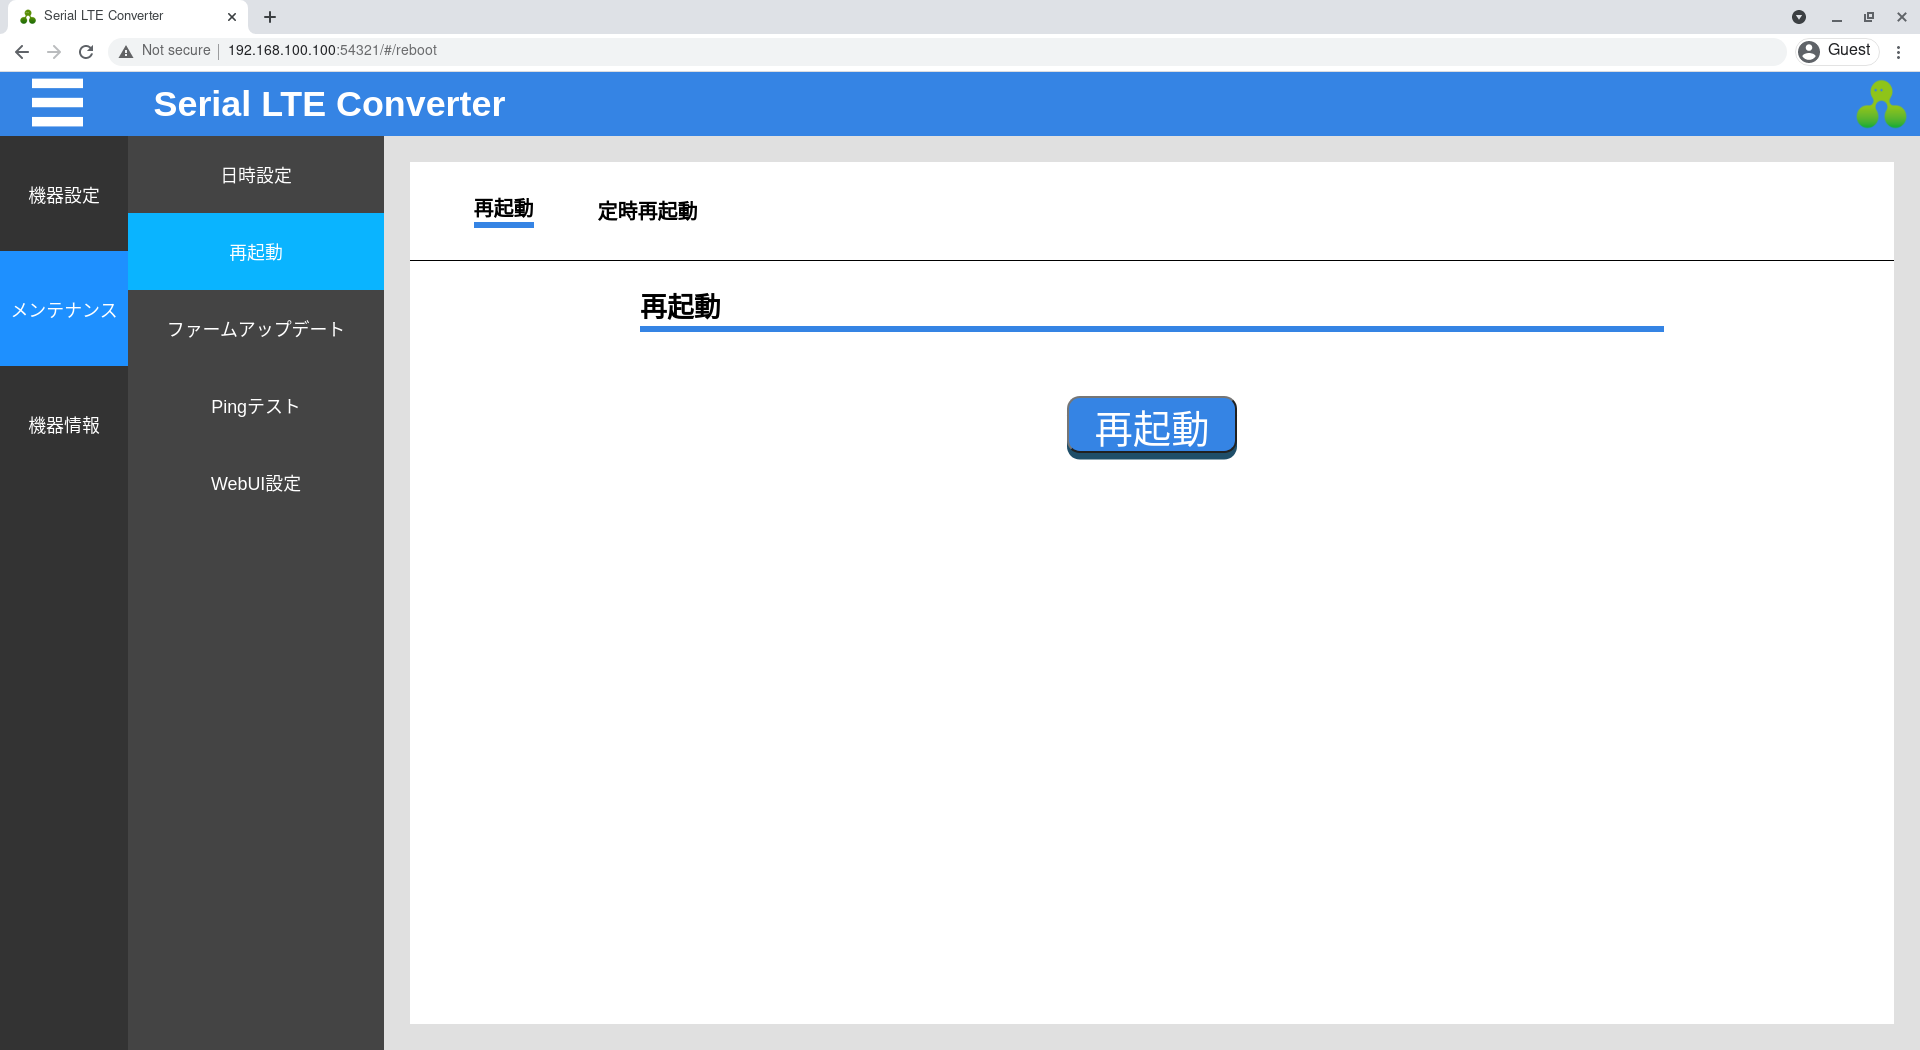 Serial LTE Converter
Not secure 192.168.100.100:54321/#/reboot
Guest
Serial LTE Converter
機器設定
メンテナンス
機器情報
日時設定
再起動
ファームアップデート
Pingテスト
WebUI設定
再起動 定時再起動
再起動
再起動